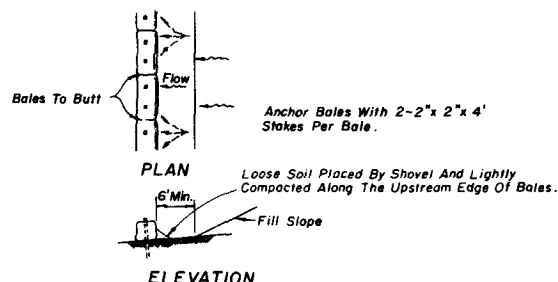 Flow
Bales To Butt
Anchor Bales With 2~2"x 2"x 4'
Stakes Per Bale.
PLAN
Loose Soil Placed By Shovel And Lightly
Compacted Along The Upstream Edge Of Bales.
6' Min.
Fill Slope
ELEVATION